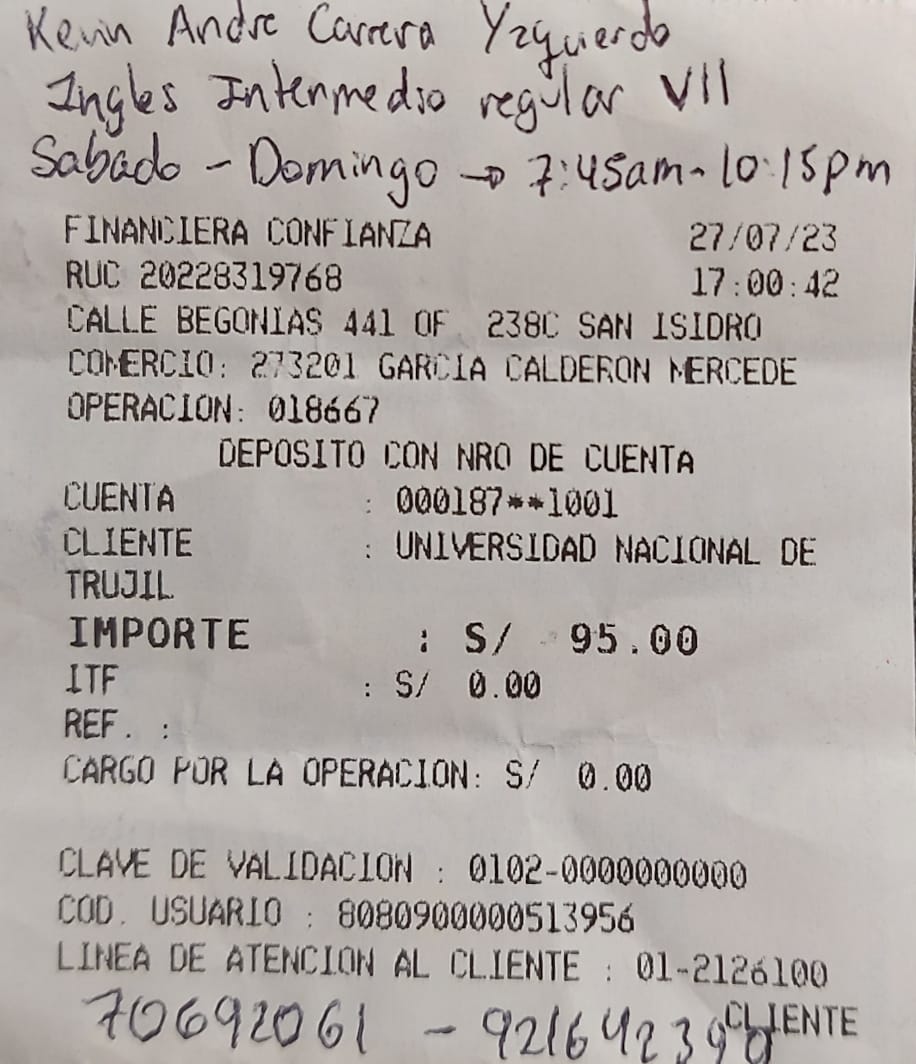 Kevin Andre Carrera Yzquierdo
Ingles Intenmedio regular VII
Sabado - Domingo → 7:45am - 10:15pm
FINANCIERA CONFIANZA 27/07/23
RUC 20228319768 17:00:42
CALLE BEGONIAS 441 OF. 238C SAN ISIDRO
COMERCIO: 273201 GARCIA CALDERON MERCEDE
OPERACION: 018667
DEPOSITO CON NRO DE CUENTA
CUENTA : 000187**1001
CLIENTE : UNIVERSIDAD NACIONAL DE
TRUJIL
IMPORTE : S/ 95.00
ITF : S/ 0.00
REF. :
CARGO POR LA OPERACION: S/ 0.00
CLAVE DE VALIDACION : 0102-0000000000
COD. USUARIO : 8080900000513956
LINEA DE ATENCION AL CLIENTE : 01-2126100
CLIENTE
70692061 - 921642390